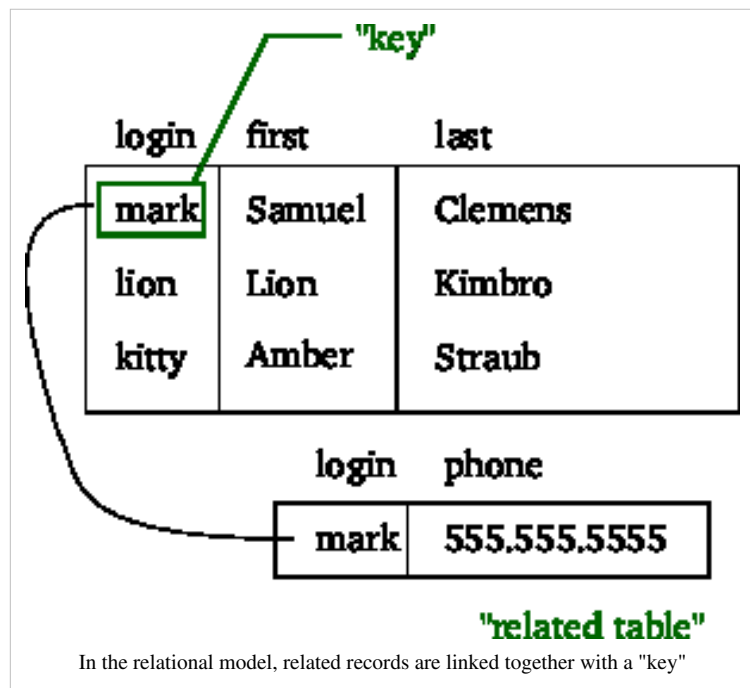 "key"
login first last
mark Samuel Clemens
lion Lion Kimbro
kitty Amber Straub
login phone
mark 555.555.5555
"related table"
In the relational model, related records are linked together with a "key"